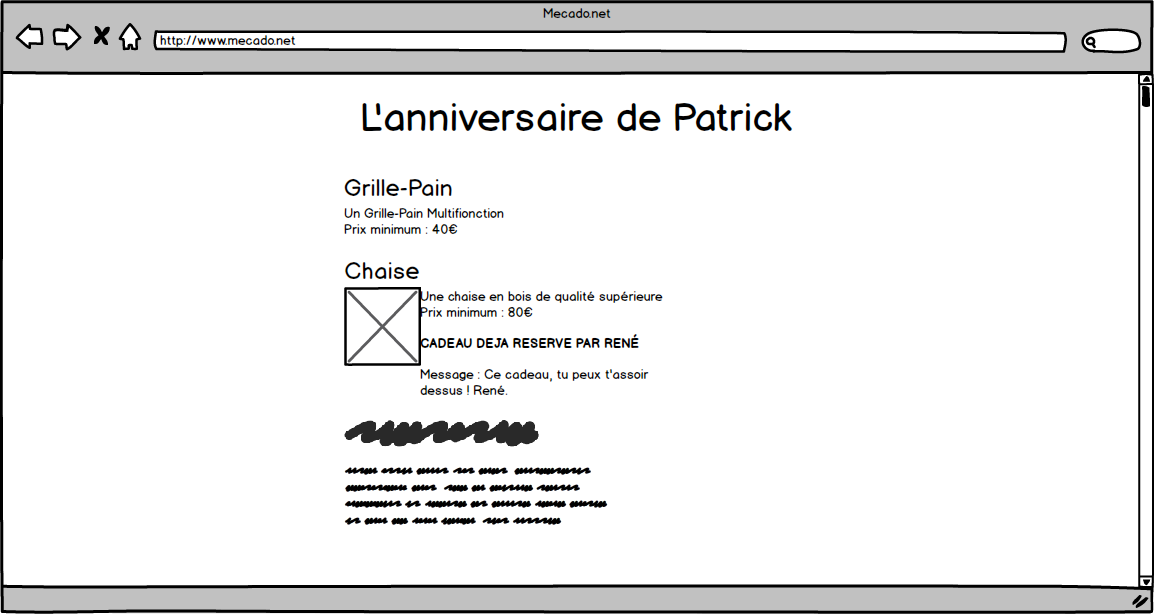 Mecado.net
http://www.mecado.net
L'anniversaire de Patrick
Grille-Pain
Un Grille-Pain Multifionction
Prix minimum : 40€
Chaise
Une chaise en bois de qualité supérieure
Prix minimum : 80€
CADEAU DEJA RESERVE PAR RENÉ
Message : Ce cadeau, tu peux t'assoir
dessus ! René.